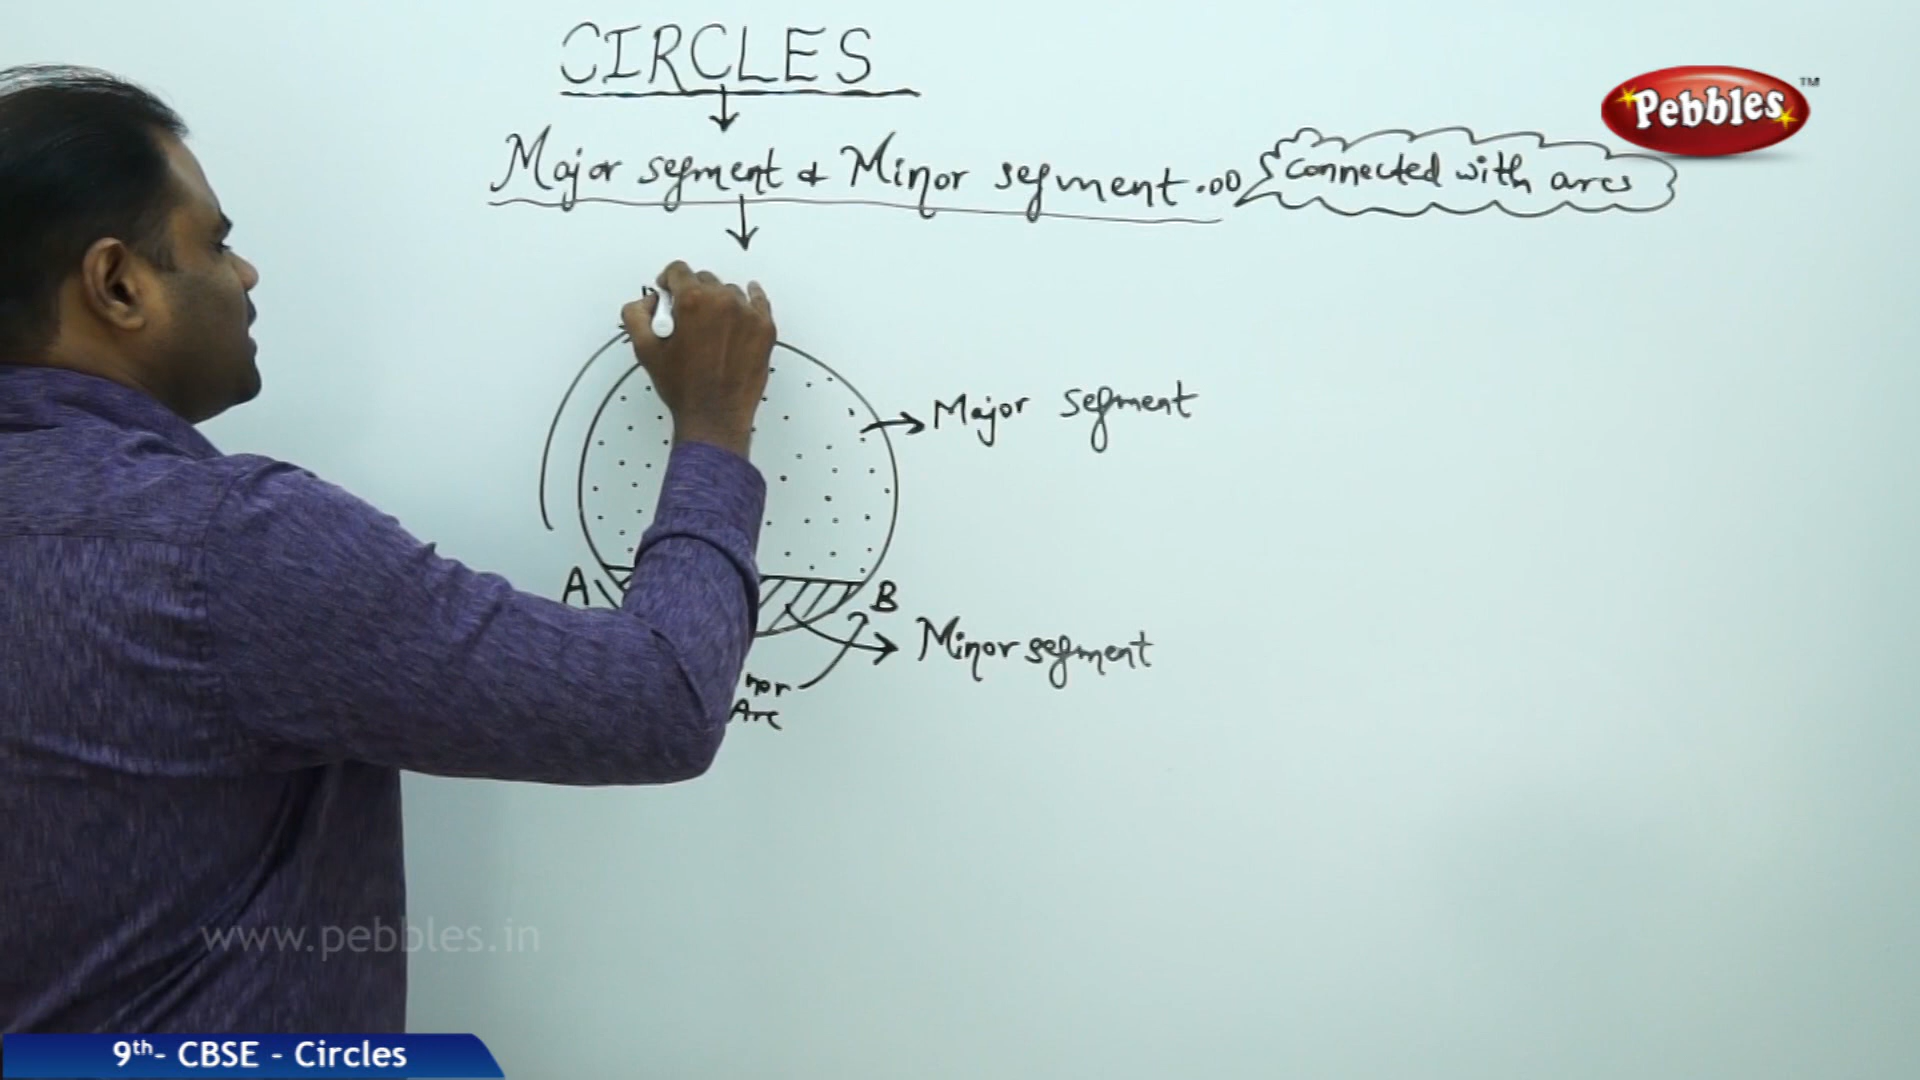 CIRCLES
Major segment & Minor segment.
connected with arcs
Pebbles TM
Major segment
A
B
Minor segment
Arc
www.pebbles.in
9th- CBSE - Circles